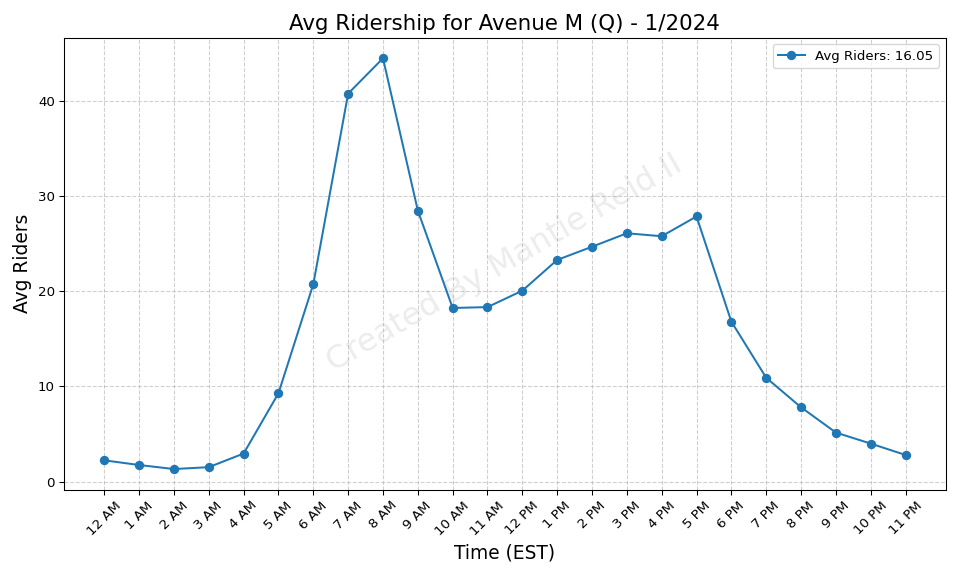 Avg Ridership for Avenue M (Q) - 1/2024
Avg Riders: 16.05
Avg Riders
40
30
20
10
0
Created By Mantie Reid II
12 AM
1 AM
2 AM
3 AM
4 AM
5 AM
6 AM
7 AM
8 AM
9 AM
10 AM
11 AM
12 PM
1 PM
2 PM
3 PM
4 PM
5 PM
6 PM
7 PM
8 PM
9 PM
10 PM
11 PM
Time (EST)